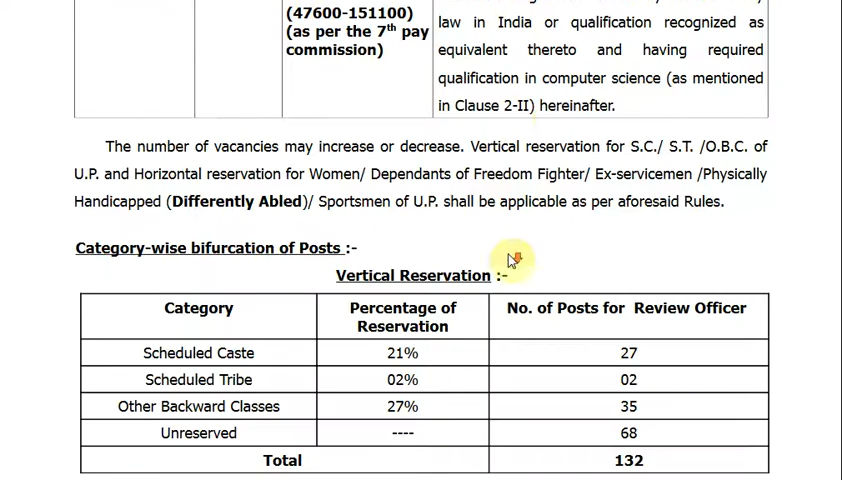 (47600-151100)
(as per the 7th pay
commission)
law in India or qualification recognized as
equivalent thereto and having required
qualification in computer science (as mentioned
in Clause 2-II) hereinafter.
The number of vacancies may increase or decrease. Vertical reservation for S.C./ S.T. /O.B.C. of
U.P. and Horizontal reservation for Women/ Dependants of Freedom Fighter/ Ex-servicemen /Physically
Handicapped (Differently Abled)/ Sportsmen of U.P. shall be applicable as per aforesaid Rules.
Category-wise bifurcation of Posts :-
Vertical Reservation :-
Category Percentage of Reservation No. of Posts for Review Officer
Scheduled Caste 21% 27
Scheduled Tribe 02% 02
Other Backward Classes 27% 35
Unreserved ---- 68
Total 132